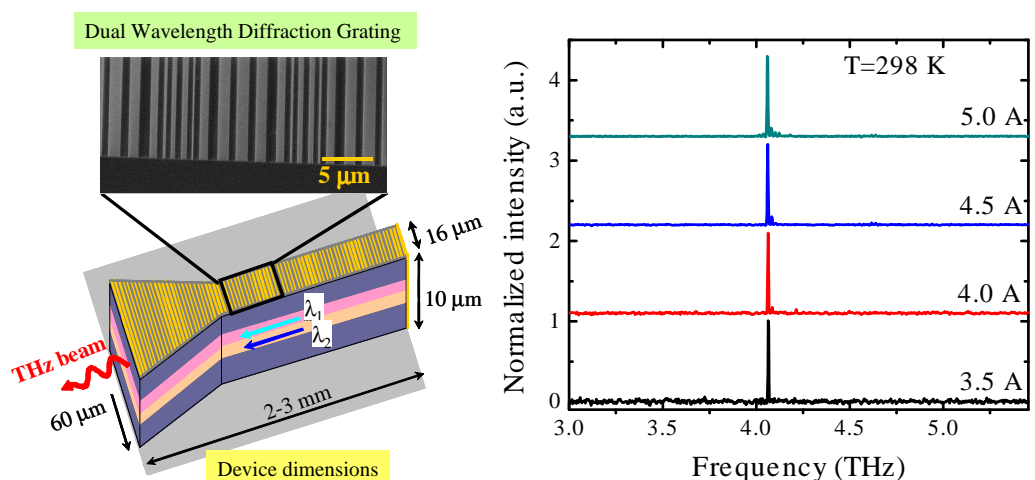 Dual Wavelength Diffraction Grating
5 μm
16 μm
10 μm
λ1
λ2
THz beam
60 μm
2-3 mm
Device dimensions
T=298 K
5.0 A
4.5 A
4.0 A
3.5 A
Normalized intensity (a.u.)
4
3
2
1
0
3.0 3.5 4.0 4.5 5.0
Frequency (THz)